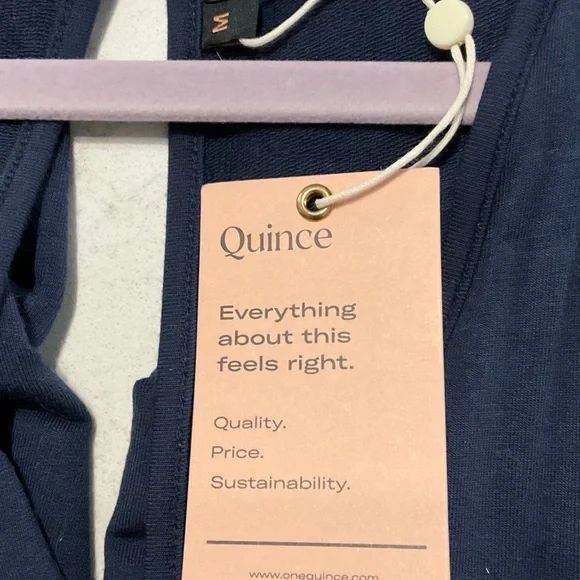 M
Quince
Everything
about this
feels right.
Quality.
Price.
Sustainability.
www.onequince.com